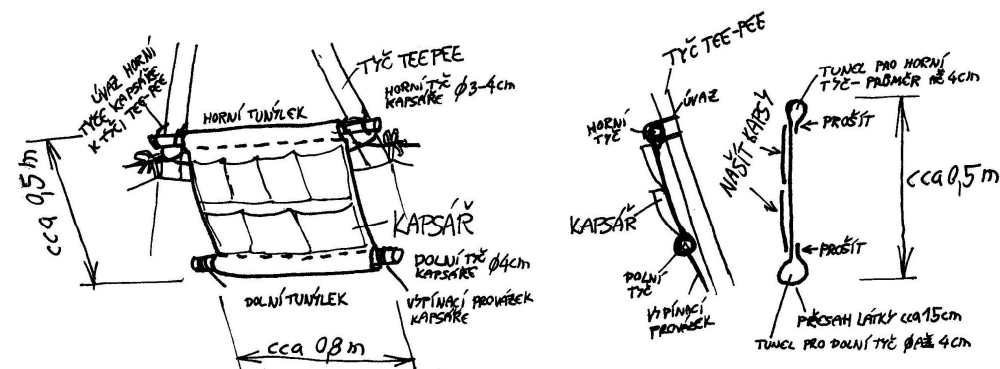 ÚVAZ HORNÍ
TYČE KAPSÁŘE
K TÝČI TEE-PEE
TYČ TEEPEE
HORNÍ TYČ Ø3-4cm
KAPSÁŘE
HORNÍ TUNÝLEK
cca 0,5 m
KAPSÁŘ
DOLNÍ TYČ Ø4cm
KAPSÁŘE
DOLNÍ TUNÝLEK
VYPÍNACÍ PROVÁZEK
KAPSÁŘE
cca 0,8 m
TYČ TEE-PEE
ÚVAZ
HORNÍ
TYČ
KAPSÁŘ
DOLNÍ
TYČ
VYPÍNACÍ
PROVÁZEK
TUNEL PRO HORNÍ
TYČ - PRŮMĚR AŽ 4cm
PROŠÍT
NAŠÍT KAPSY
cca 0,5 m
PROŠÍT
PŘESAH LÁTKY cca 15cm
TUNEL PRO DOLNÍ TYČ Ø AŽ 4cm